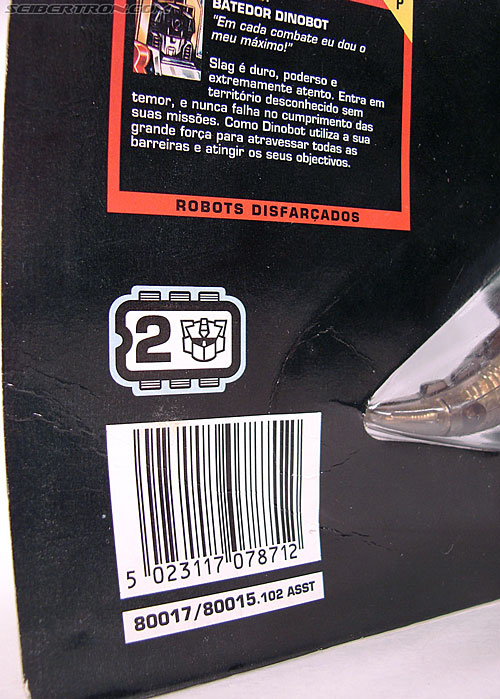 SEIBERTRON.COM
P
BATEDOR DINOBOT
"Em cada combate eu dou o
meu máximo!"
Slag é duro, poderso e
extremamente atento. Entra em
território desconhecido sem
temor, e nunca falha no cumprimento das
suas missões. Como Dinobot utiliza a sua
grande força para atravessar todas as
barreiras e atingir os seus objectivos.
ROBOTS DISFARÇADOS
2
5 023117 078712
80017/80015.102 ASST